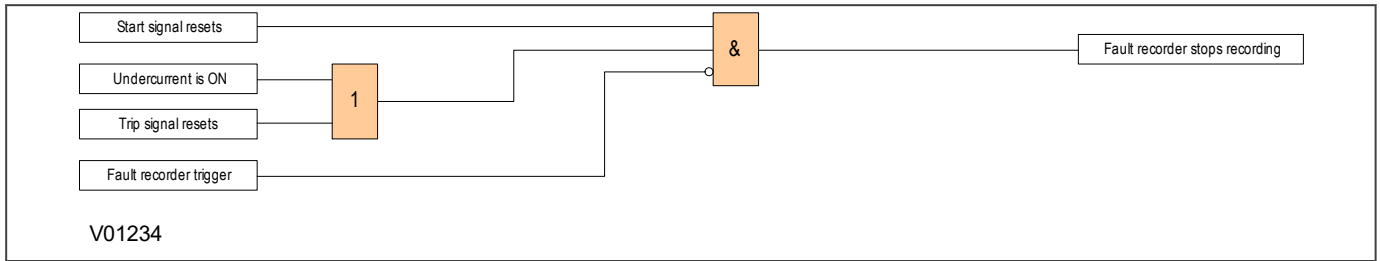 Start signal resets
&
Fault recorder stops recording
Undercurrent is ON
1
Trip signal resets
Fault recorder trigger
V01234